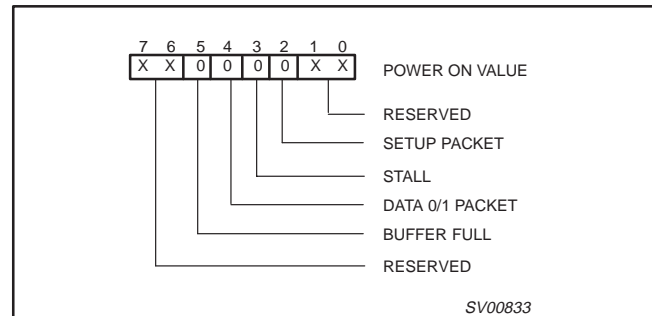 7 6 5 4 3 2 1 0
X X 0 0 0 0 X X POWER ON VALUE
RESERVED
SETUP PACKET
STALL
DATA 0/1 PACKET
BUFFER FULL
RESERVED
SV00833